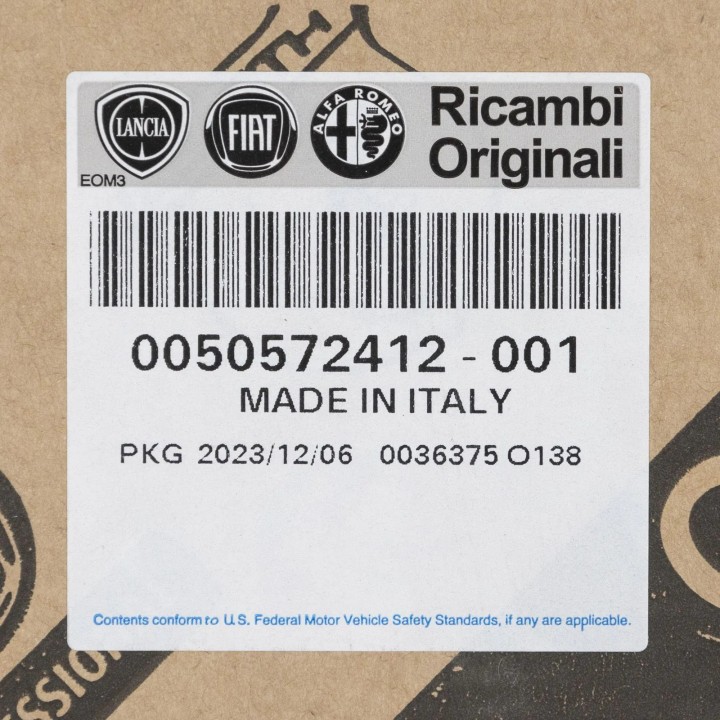 LANCIA
FIAT
ALFA ROMEO
Ricambi
Originali
EOM3
0050572412 - 001
MADE IN ITALY
PKG 2023/12/06 0036375 O138
Contents conform to U.S. Federal Motor Vehicle Safety Standards, if any are applicable.
SSION